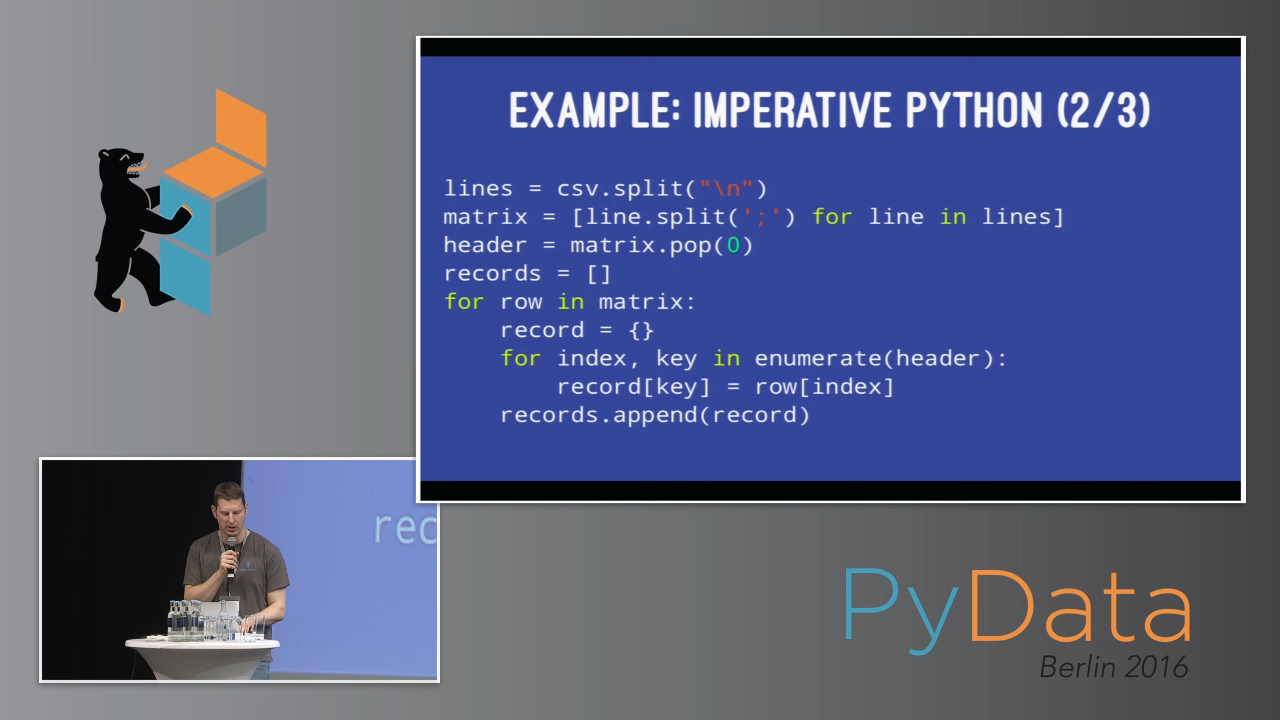 EXAMPLE: IMPERATIVE PYTHON (2/3)
lines = csv.split("\n")
matrix = [line.split(';') for line in lines]
header = matrix.pop(0)
records = []
for row in matrix:
    record = {}
    for index, key in enumerate(header):
        record[key] = row[index]
    records.append(record)
rec
PyData
Berlin 2016